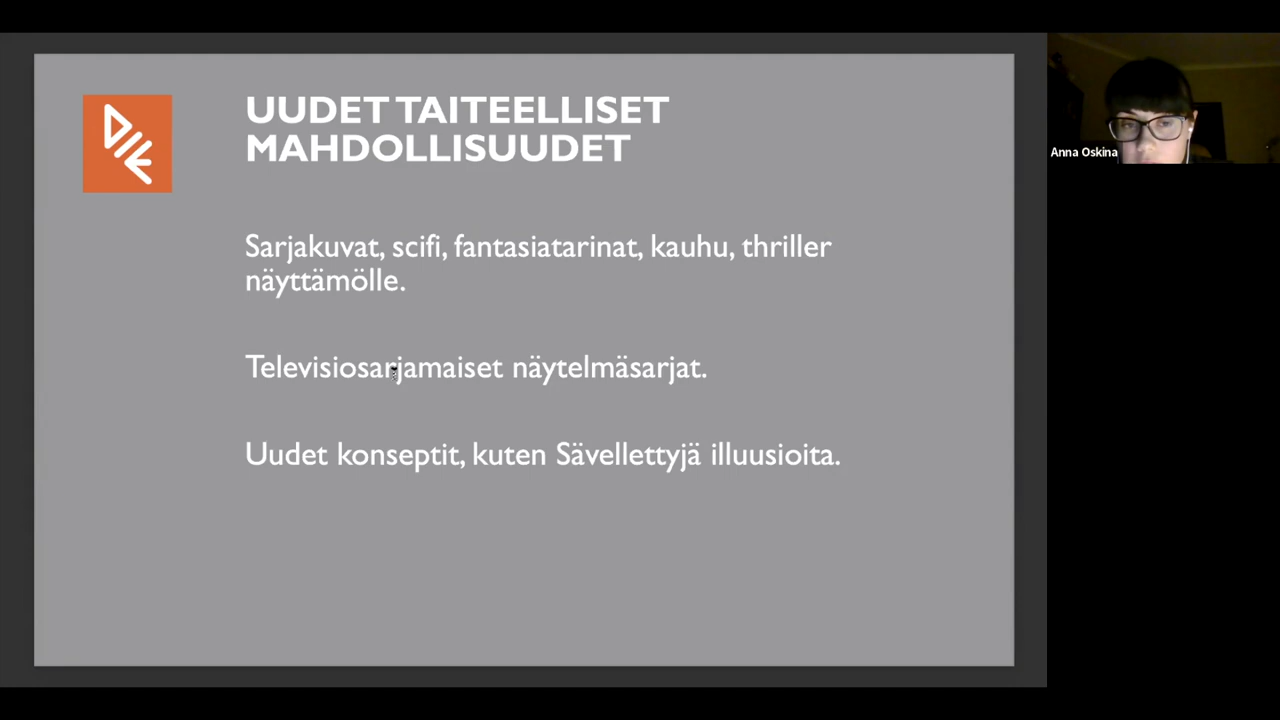 UUDET TAITEELLISET
MAHDOLLISUUDET
Sarjakuvat, scifi, fantasiatarinat, kauhu, thriller
näyttämölle.
Televisiosarjamaiset näytelmäsarjat.
Uudet konseptit, kuten Sävellettyjä illuusioita.
Anna Oskina